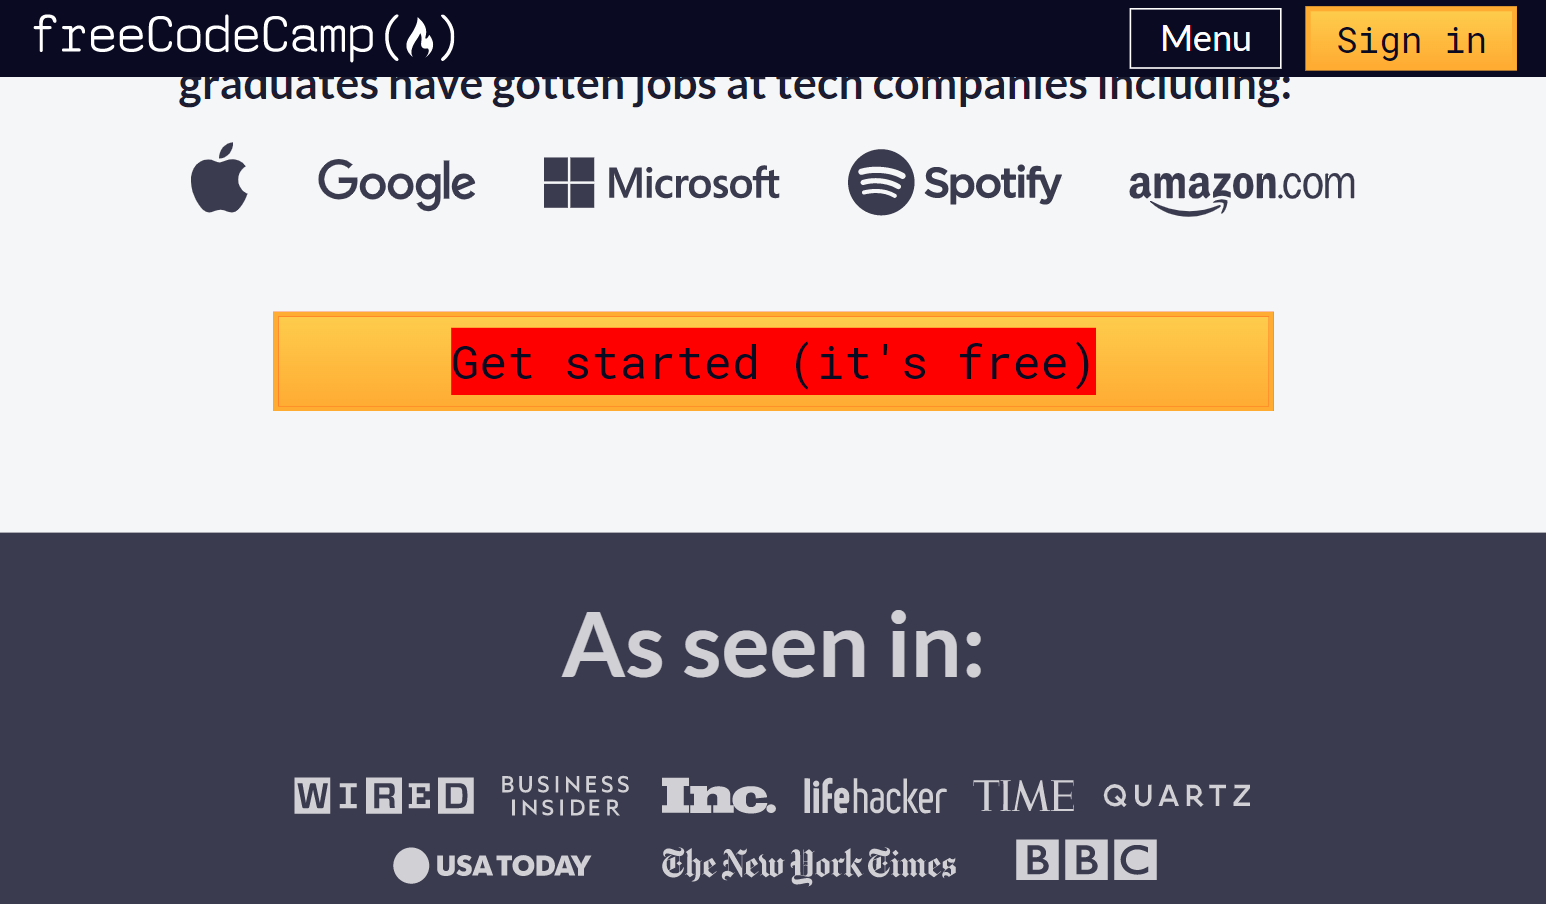 freeCodeCamp(🔥)
Menu
Sign in
graduates have gotten jobs at tech companies including:
Google
Microsoft
Spotify
amazon.com
Get started (it's free)
As seen in:
WIRED
BUSINESS
INSIDER
Inc.
lifehacker
TIME
QUARTZ
USA TODAY
The New York Times
BBC